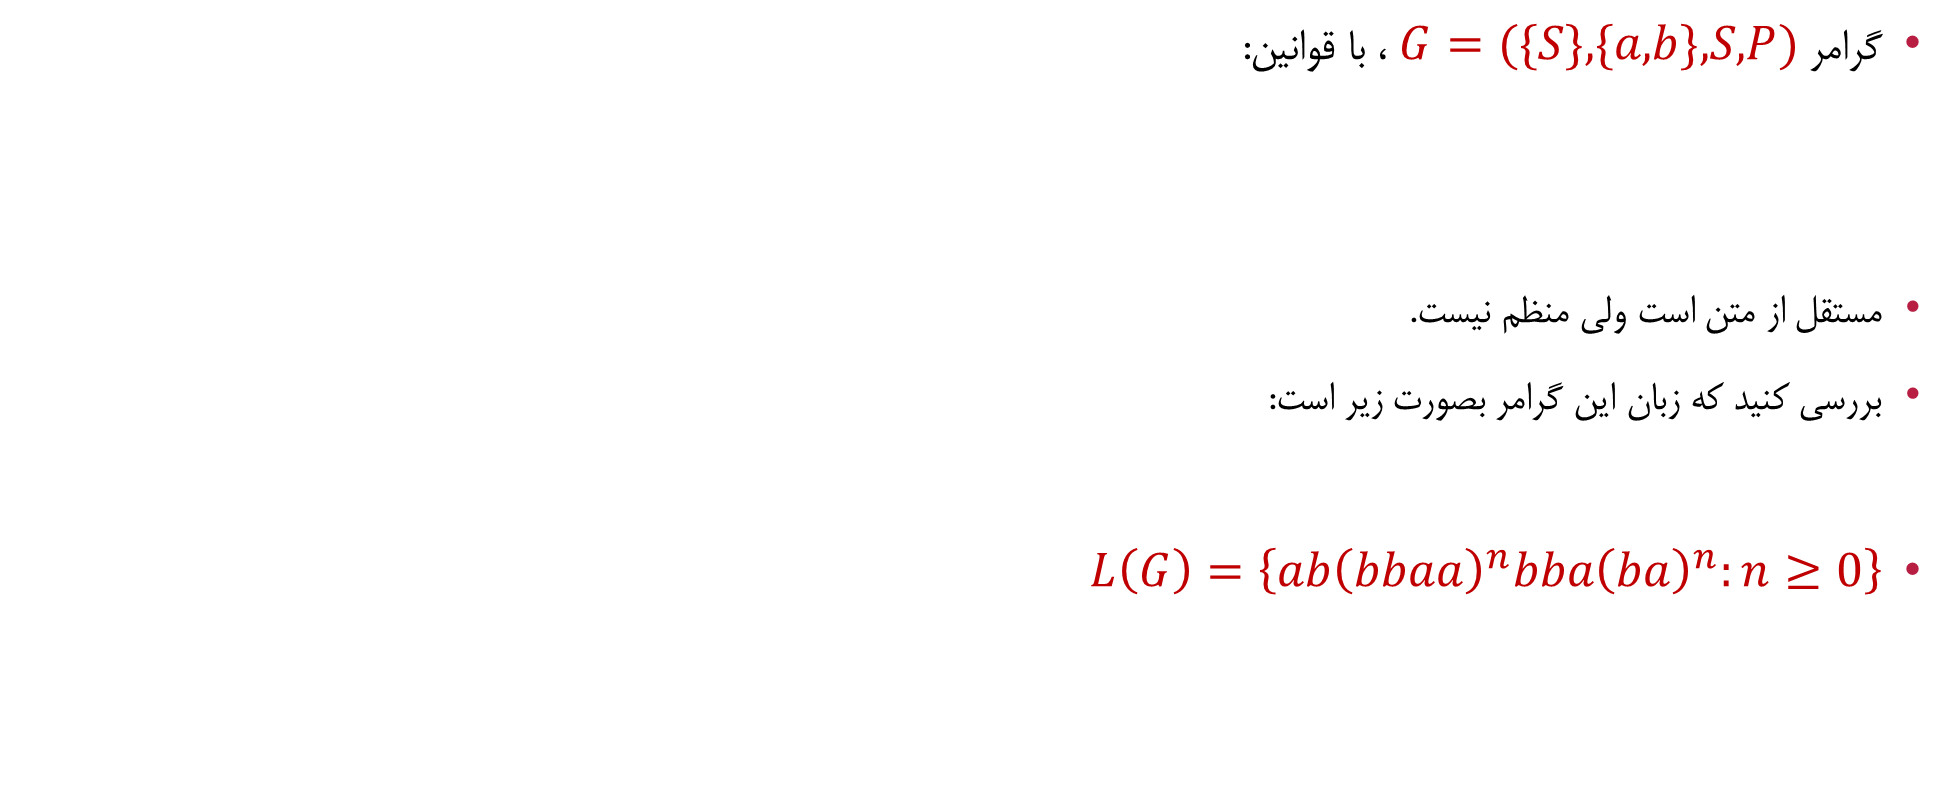 • گرامر G = ({S},{a,b},S,P) ، با قوانین:
• مستقل از متن است ولی منظم نیست.
• بررسی کنید که زبان این گرامر بصورت زیر است:
• L(G) = {ab(bbaa)ⁿbba(ba)ⁿ: n ≥ 0}